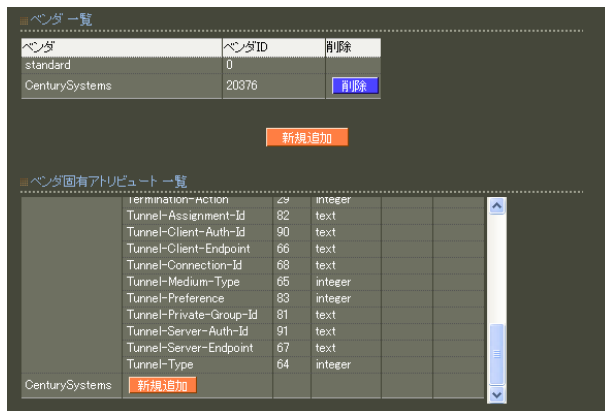 ベンダ 一覧
ベンダ ベンダID 削除
standard 0
CenturySystems 20376 削除
新規追加
ベンダ固有アトリビュート 一覧
Termination-Action 29 integer
Tunnel-Assignment-Id 82 text
Tunnel-Client-Auth-Id 90 text
Tunnel-Client-Endpoint 66 text
Tunnel-Connection-Id 68 text
Tunnel-Medium-Type 65 integer
Tunnel-Preference 83 integer
Tunnel-Private-Group-Id 81 text
Tunnel-Server-Auth-Id 91 text
Tunnel-Server-Endpoint 67 text
Tunnel-Type 64 integer
CenturySystems 新規追加